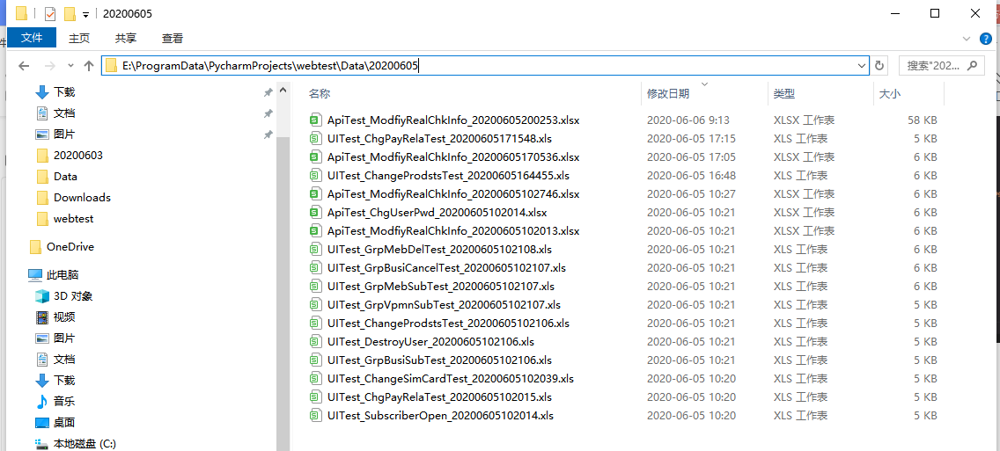 20200605
文件 主页 共享 查看
E:\ProgramData\PycharmProjects\webtest\Data\20200605 搜索"202...
下载
文档
图片
20200603
Data
Downloads
webtest
OneDrive
此电脑
3D 对象
视频
图片
文档
下载
音乐
桌面
本地磁盘 (C:)
名称 修改日期 类型 大小
ApiTest_ModfiyRealChkInfo_20200605200253.xlsx 2020-06-06 9:13 XLSX 工作表 58 KB
UITest_ChgPayRelaTest_20200605171548.xls 2020-06-05 17:15 XLS 工作表 5 KB
ApiTest_ModfiyRealChkInfo_20200605170536.xlsx 2020-06-05 17:05 XLSX 工作表 6 KB
UITest_ChangeProdstsTest_20200605164455.xls 2020-06-05 16:48 XLS 工作表 5 KB
ApiTest_ModfiyRealChkInfo_20200605102746.xlsx 2020-06-05 10:27 XLSX 工作表 6 KB
ApiTest_ChgUserPwd_20200605102014.xlsx 2020-06-05 10:21 XLSX 工作表 6 KB
ApiTest_ModfiyRealChkInfo_20200605102013.xlsx 2020-06-05 10:21 XLSX 工作表 6 KB
UITest_GrpMebDelTest_20200605102108.xls 2020-06-05 10:21 XLS 工作表 6 KB
UITest_GrpBusiCancelTest_20200605102107.xls 2020-06-05 10:21 XLS 工作表 6 KB
UITest_GrpMebSubTest_20200605102107.xls 2020-06-05 10:21 XLS 工作表 6 KB
UITest_GrpVpmnSubTest_20200605102107.xls 2020-06-05 10:21 XLS 工作表 5 KB
UITest_ChangeProdstsTest_20200605102106.xls 2020-06-05 10:21 XLS 工作表 5 KB
UITest_DestroyUser_20200605102106.xls 2020-06-05 10:21 XLS 工作表 5 KB
UITest_GrpBusiSubTest_20200605102106.xls 2020-06-05 10:21 XLS 工作表 5 KB
UITest_ChangeSimCardTest_20200605102039.xls 2020-06-05 10:20 XLS 工作表 5 KB
UITest_ChgPayRelaTest_20200605102015.xls 2020-06-05 10:20 XLS 工作表 5 KB
UITest_SubscriberOpen_20200605102014.xls 2020-06-05 10:20 XLS 工作表 5 KB